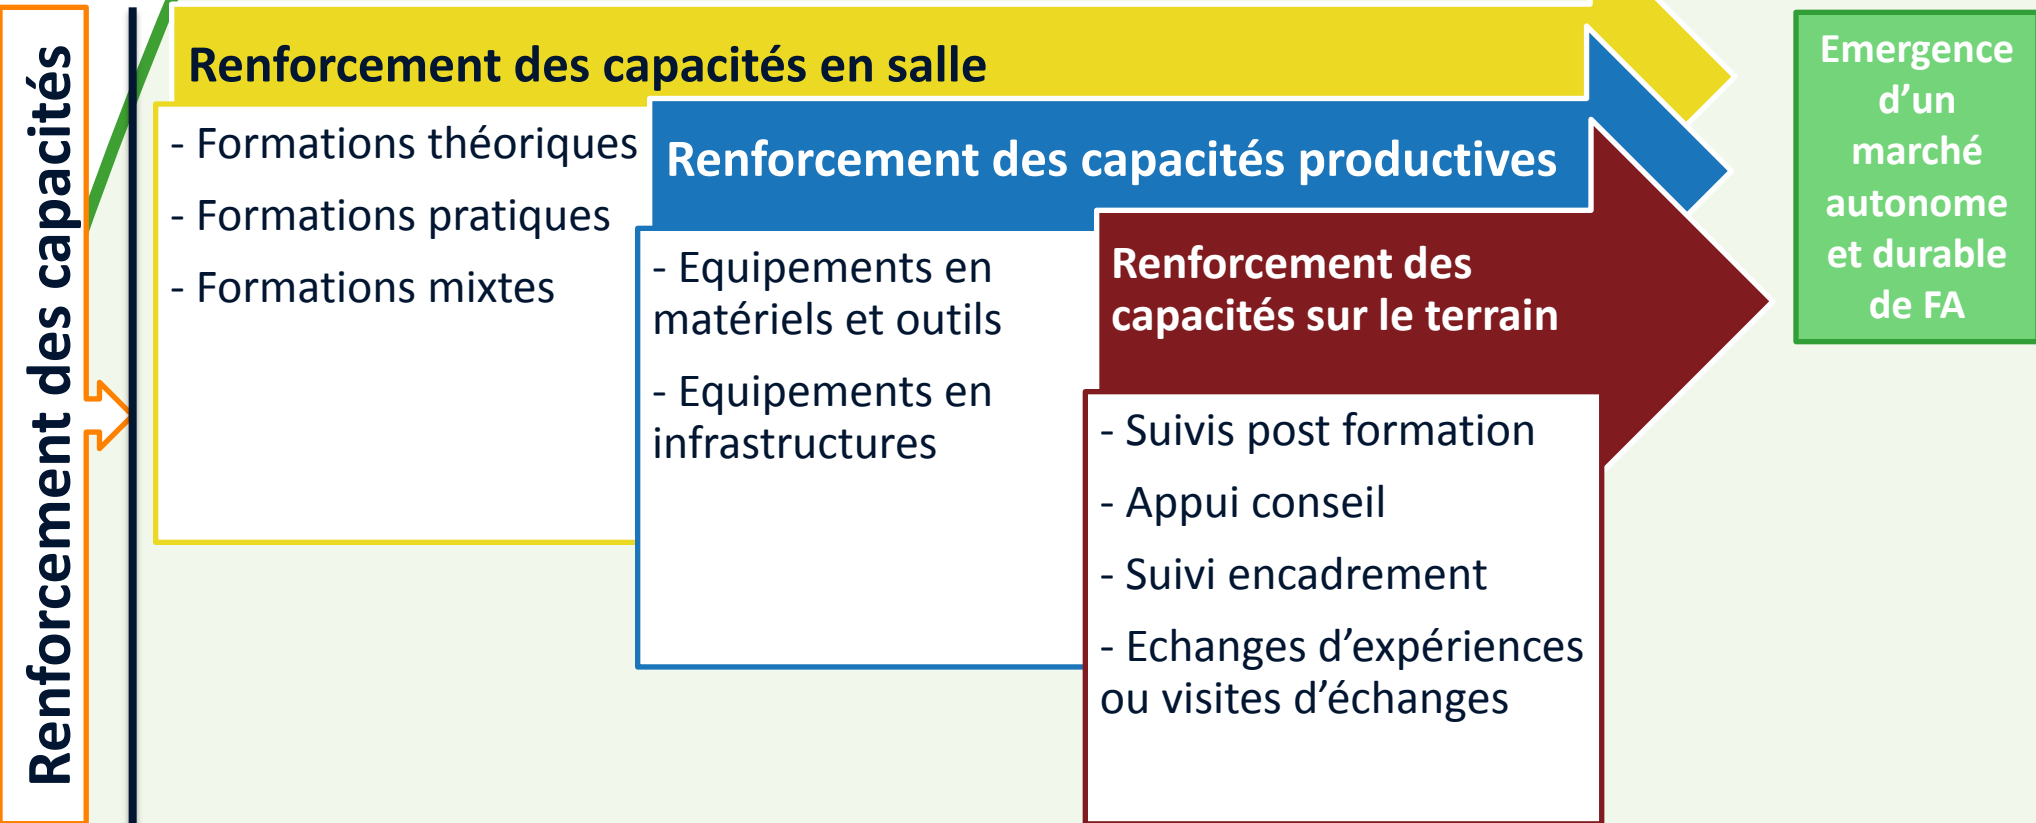 Renforcement des capacités
Renforcement des capacités en salle
- Formations théoriques
- Formations pratiques
- Formations mixtes
Renforcement des capacités productives
- Equipements en
matériels et outils
- Equipements en
infrastructures
Renforcement des
capacités sur le terrain
- Suivis post formation
- Appui conseil
- Suivi encadrement
- Echanges d’expériences
ou visites d’échanges
Emergence
d’un
marché
autonome
et durable
de FA